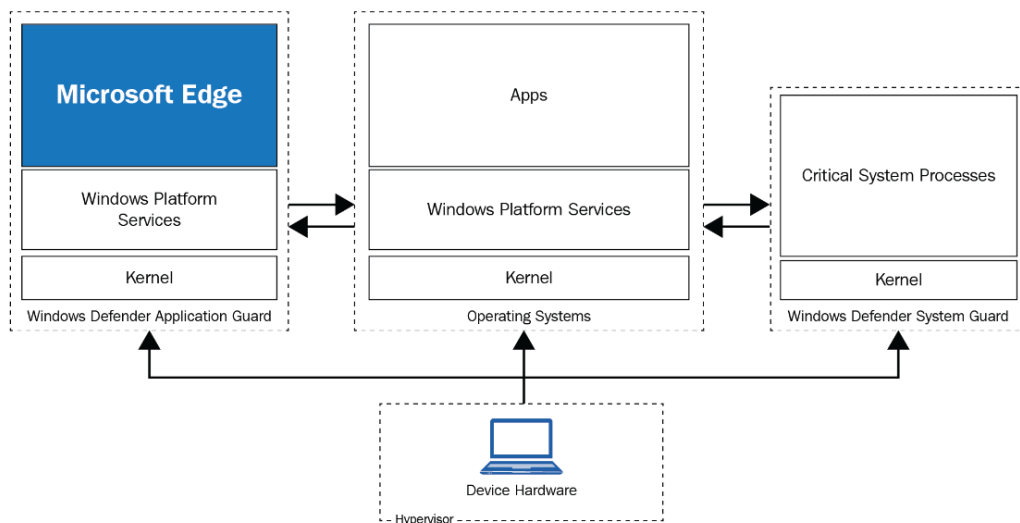 Microsoft Edge
Windows Platform
Services
Kernel
Windows Defender Application Guard
Apps
Windows Platform Services
Kernel
Operating Systems
Critical System Processes
Kernel
Windows Defender System Guard
Device Hardware
Hypervisor